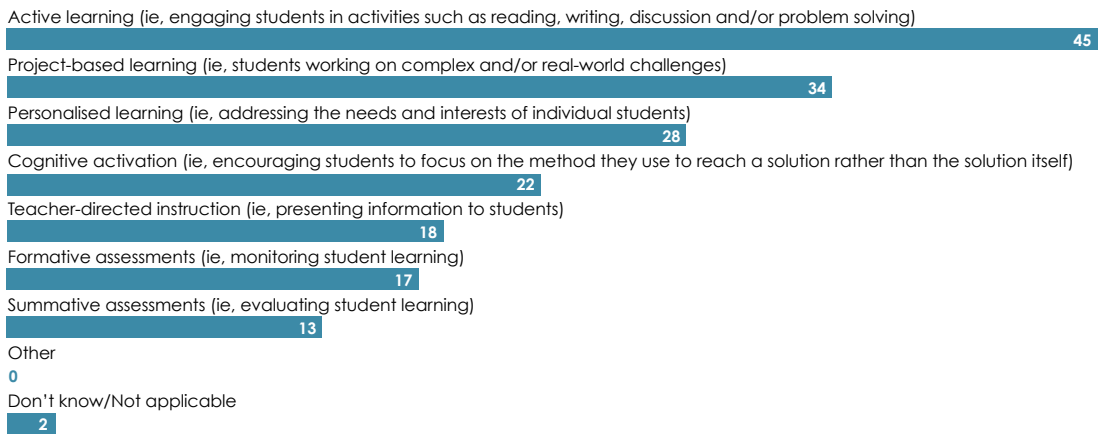 Active learning (ie, engaging students in activities such as reading, writing, discussion and/or problem solving)
45
Project-based learning (ie, students working on complex and/or real-world challenges)
34
Personalised learning (ie, addressing the needs and interests of individual students)
28
Cognitive activation (ie, encouraging students to focus on the method they use to reach a solution rather than the solution itself)
22
Teacher-directed instruction (ie, presenting information to students)
18
Formative assessments (ie, monitoring student learning)
17
Summative assessments (ie, evaluating student learning)
13
Other
0
Don’t know/Not applicable
2